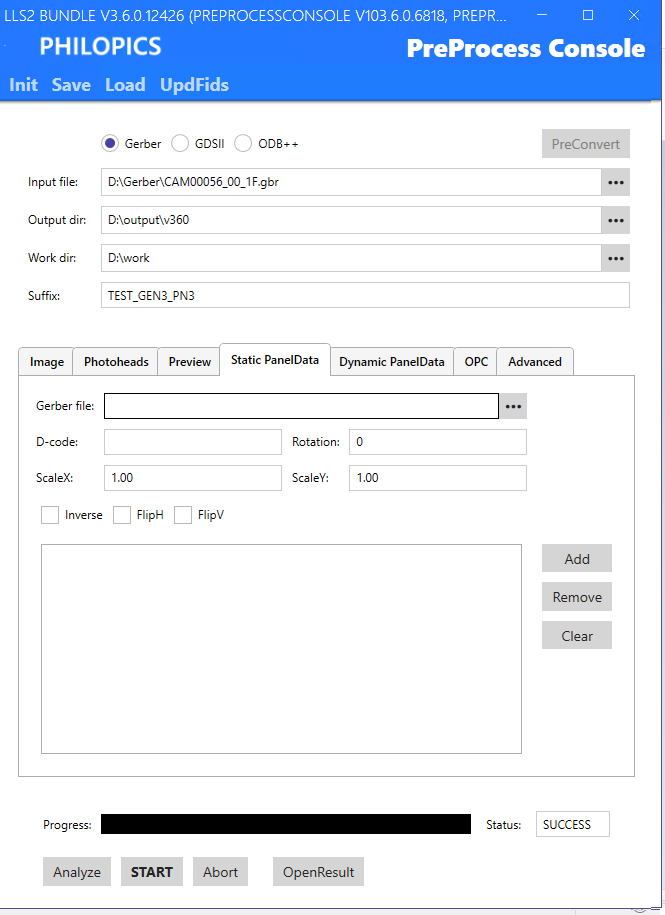 LLS2 BUNDLE V3.6.0.12426 (PREPROCESSCONSOLE V103.6.0.6818, PREPR...
PHILOPICS
PreProcess Console
Init Save Load UpdFids
Gerber GDSII ODB++ PreConvert
Input file: D:\Gerber\CAM00056_00_1F.gbr •••
Output dir: D:\output\v360 •••
Work dir: D:\work •••
Suffix: TEST_GEN3_PN3
Image Photoheads Preview Static PanelData Dynamic PanelData OPC Advanced
Gerber file: •••
D-code: Rotation: 0
ScaleX: 1.00 ScaleY: 1.00
Inverse FlipH FlipV
Add
Remove
Clear
Progress: Status: SUCCESS
Analyze START Abort OpenResult